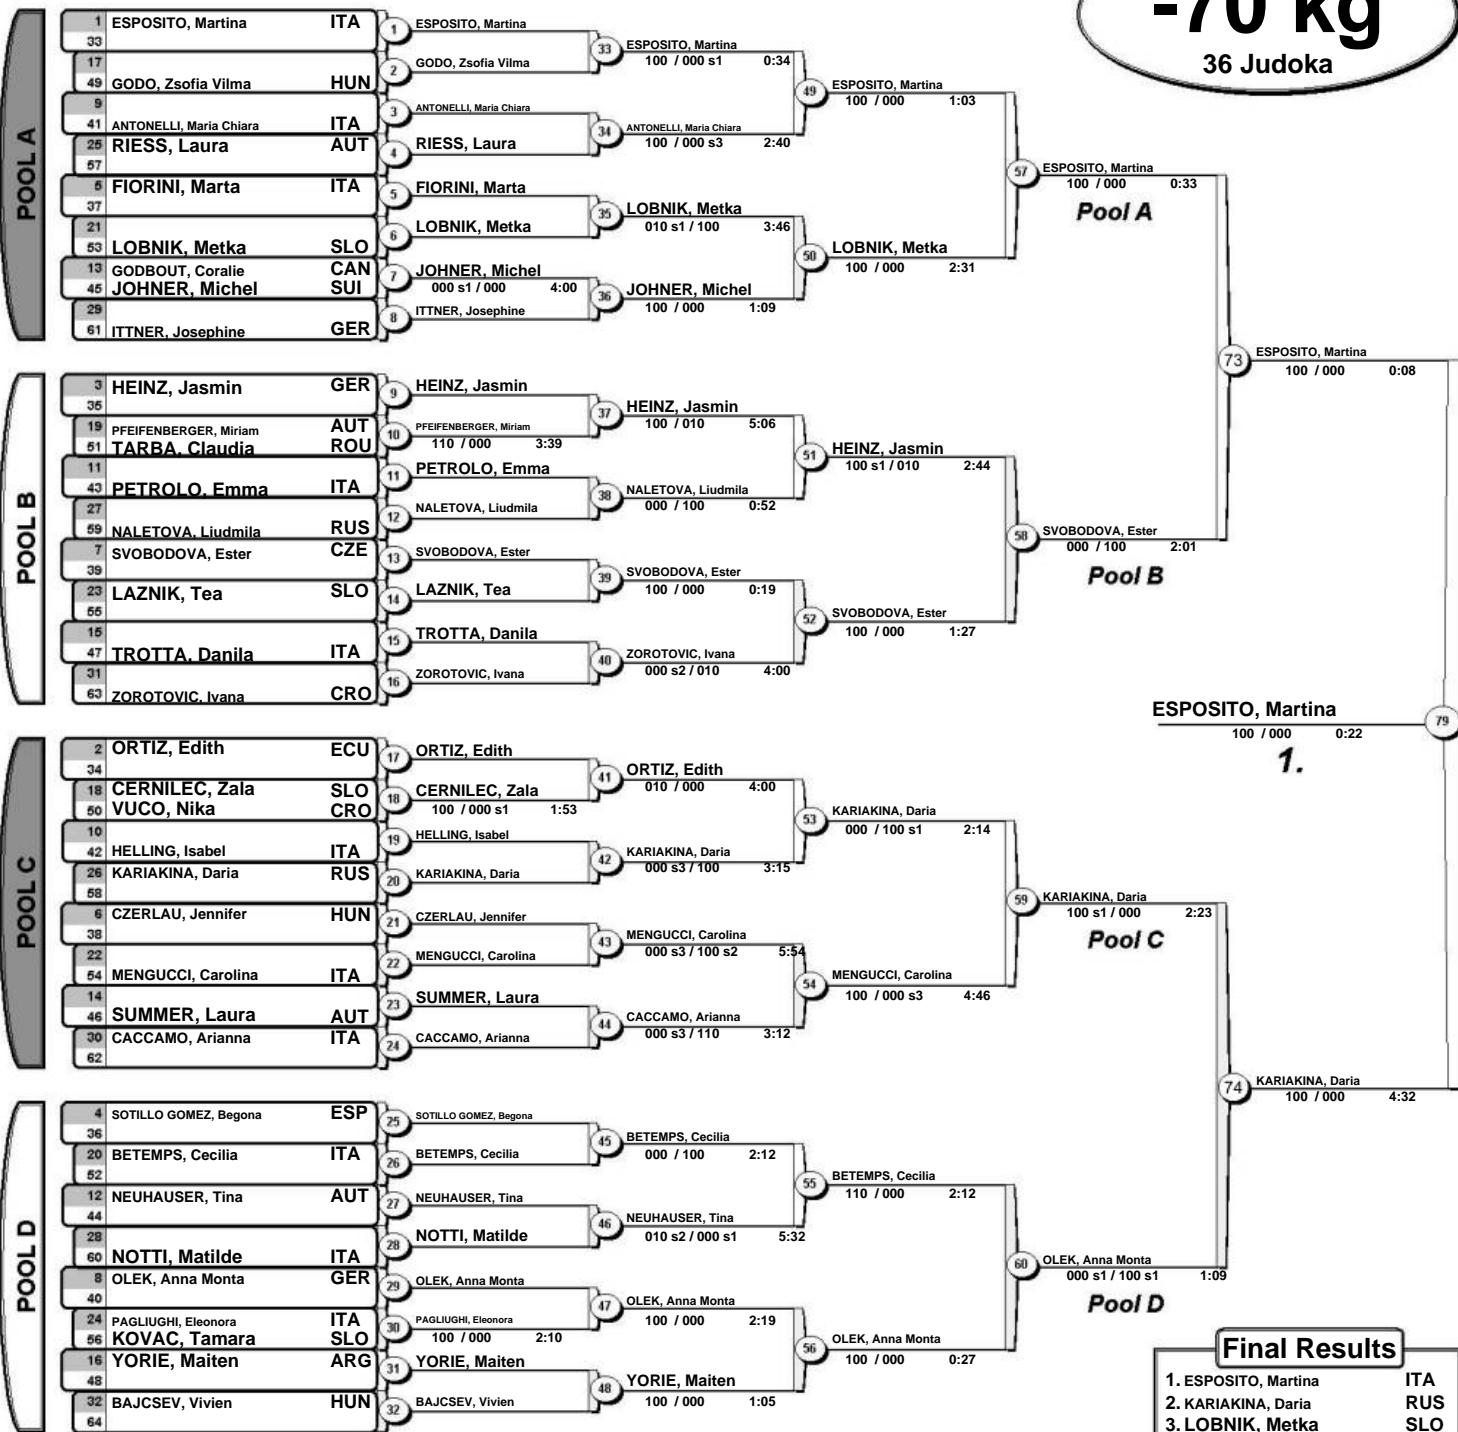 -70 kg
36 Judoka
POOL A
1 ESPOSITO, Martina ITA
33
17
49 GODO, Zsofia Vilma HUN
9
41 ANTONELLI, Maria Chiara ITA
25 RIESS, Laura AUT
57
5 FIORINI, Marta ITA
37
21
53 LOBNIK, Metka SLO
13 GODBOUT, Coralie CAN
45 JOHNER, Michel SUI
29
61 ITTNER, Josephine GER
1 ESPOSITO, Martina
2 GODO, Zsofia Vilma
3 ANTONELLI, Maria Chiara
4 RIESS, Laura
5 FIORINI, Marta
6 LOBNIK, Metka
7 JOHNER, Michel
000 s1 / 000 4:00
8 ITTNER, Josephine
33 ESPOSITO, Martina
100 / 000 s1 0:34
34 ANTONELLI, Maria Chiara
100 / 000 s3 2:40
35 LOBNIK, Metka
010 s1 / 100 3:46
36 JOHNER, Michel
100 / 000 1:09
49 ESPOSITO, Martina
100 / 000 1:03
50 LOBNIK, Metka
100 / 000 2:31
57 ESPOSITO, Martina
100 / 000 0:33
Pool A
POOL B
3 HEINZ, Jasmin GER
35
19 PFEIFENBERGER, Miriam AUT
51 TARBA, Claudia ROU
11
43 PETROLO, Emma ITA
27
59 NALETOVA, Liudmila RUS
7 SVOBODOVA, Ester CZE
39
23 LAZNIK, Tea SLO
55
15
47 TROTTA, Danila ITA
31
63 ZOROTOVIC, Ivana CRO
9 HEINZ, Jasmin
10 PFEIFENBERGER, Miriam
110 / 000 3:39
11 PETROLO, Emma
12 NALETOVA, Liudmila
13 SVOBODOVA, Ester
14 LAZNIK, Tea
15 TROTTA, Danila
16 ZOROTOVIC, Ivana
37 HEINZ, Jasmin
100 / 010 5:06
38 NALETOVA, Liudmila
000 / 100 0:52
39 SVOBODOVA, Ester
100 / 000 0:19
40 ZOROTOVIC, Ivana
000 s2 / 010 4:00
51 HEINZ, Jasmin
100 s1 / 010 2:44
52 SVOBODOVA, Ester
100 / 000 1:27
58 SVOBODOVA, Ester
000 / 100 2:01
Pool B
73 ESPOSITO, Martina
100 / 000 0:08
ESPOSITO, Martina 79
100 / 000 0:22
1.
POOL C
2 ORTIZ, Edith ECU
34
18 CERNILEC, Zala SLO
50 VUCO, Nika CRO
10
42 HELLING, Isabel ITA
26 KARIAKINA, Daria RUS
58
6 CZERLAU, Jennifer HUN
38
22
54 MENGUCCI, Carolina ITA
14
46 SUMMER, Laura AUT
30 CACCAMO, Arianna ITA
62
17 ORTIZ, Edith
18 CERNILEC, Zala
100 / 000 s1 1:53
19 HELLING, Isabel
20 KARIAKINA, Daria
21 CZERLAU, Jennifer
22 MENGUCCI, Carolina
23 SUMMER, Laura
24 CACCAMO, Arianna
41 ORTIZ, Edith
010 / 000 4:00
42 KARIAKINA, Daria
000 s3 / 100 3:15
43 MENGUCCI, Carolina
000 s3 / 100 s2 5:54
44 CACCAMO, Arianna
000 s3 / 110 3:12
53 KARIAKINA, Daria
000 / 100 s1 2:14
54 MENGUCCI, Carolina
100 / 000 s3 4:46
59 KARIAKINA, Daria
100 s1 / 000 2:23
Pool C
74 KARIAKINA, Daria
100 / 000 4:32
POOL D
4 SOTILLO GOMEZ, Begona ESP
36
20 BETEMPS, Cecilia ITA
52
12 NEUHAUSER, Tina AUT
44
28
60 NOTTI, Matilde ITA
8 OLEK, Anna Monta GER
40
24 PAGLIUGHI, Eleonora ITA
56 KOVAC, Tamara SLO
16 YORIE, Maiten ARG
48
32 BAJCSEV, Vivien HUN
64
25 SOTILLO GOMEZ, Begona
26 BETEMPS, Cecilia
27 NEUHAUSER, Tina
28 NOTTI, Matilde
29 OLEK, Anna Monta
30 PAGLIUGHI, Eleonora
100 / 000 2:10
31 YORIE, Maiten
32 BAJCSEV, Vivien
45 BETEMPS, Cecilia
000 / 100 2:12
46 NEUHAUSER, Tina
010 s2 / 000 s1 5:32
47 OLEK, Anna Monta
100 / 000 2:19
48 YORIE, Maiten
100 / 000 1:05
55 BETEMPS, Cecilia
110 / 000 2:12
56 OLEK, Anna Monta
100 / 000 0:27
60 OLEK, Anna Monta
000 s1 / 100 s1 1:09
Pool D
Final Results
1. ESPOSITO, Martina ITA
2. KARIAKINA, Daria RUS
3. LOBNIK, Metka SLO